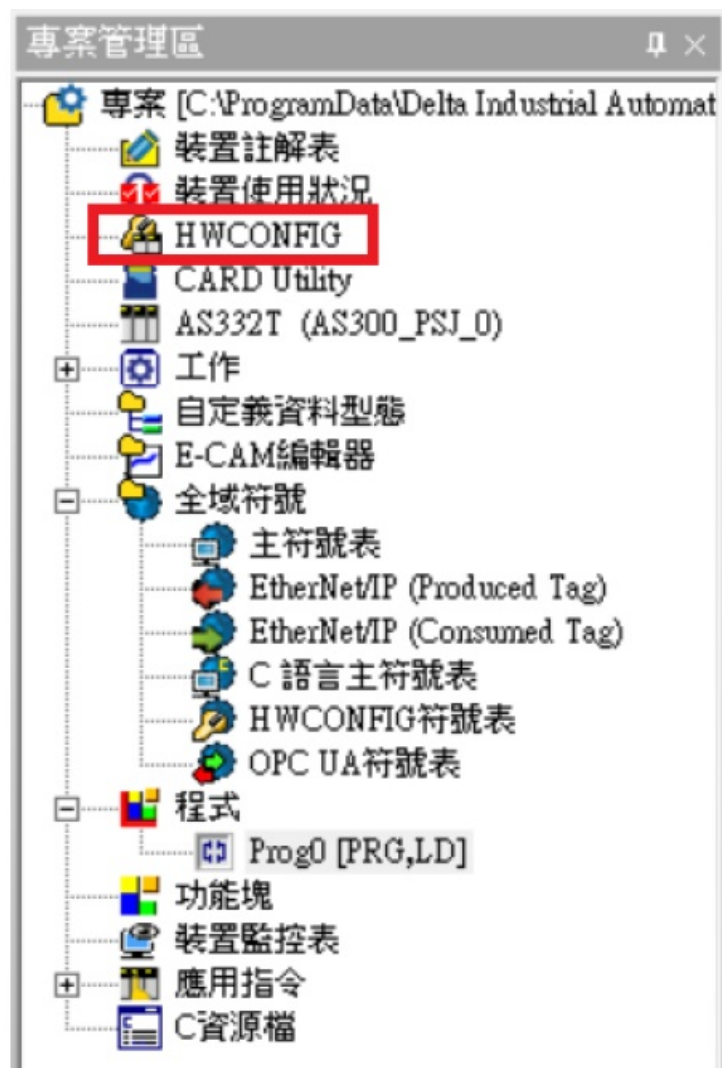 專案管理區
專案 [C:\ProgramData\Delta Industrial Automat
裝置註解表
裝置使用狀況
HWCONFIG
CARD Utility
AS332T (AS300_PSJ_0)
工作
自定義資料型態
E-CAM編輯器
全域符號
主符號表
EtherNet/IP (Produced Tag)
EtherNet/IP (Consumed Tag)
C 語言主符號表
HWCONFIG符號表
OPC UA符號表
程式
Prog0 [PRG,LD]
功能塊
裝置監控表
應用指令
C資源檔